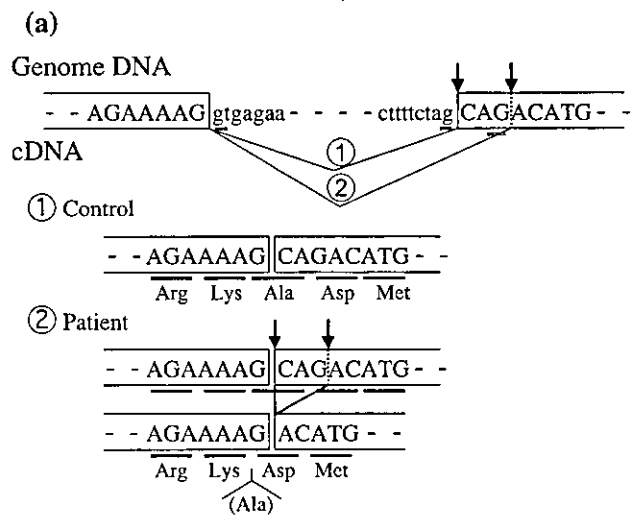 (a)
Genome DNA
- - AGAAAAG gtgagaa - - - - cttttctag CAGACATG - -
cDNA
①
②
① Control
- - AGAAAAG CAGACATG - -
Arg Lys Ala Asp Met
② Patient
- - AGAAAAG CAGACATG - -
- - AGAAAAG ACATG - -
Arg Lys Asp Met
(Ala)